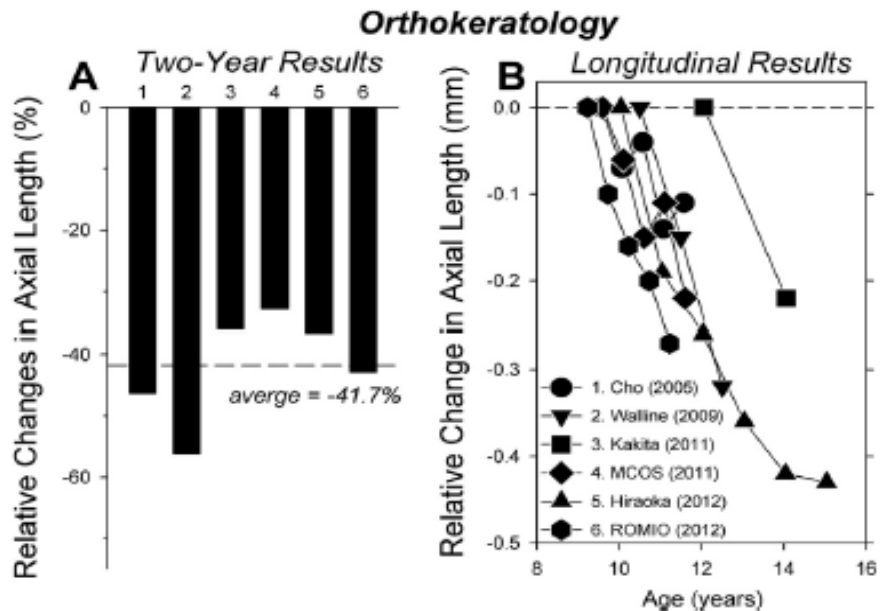 Orthokeratology
A
Two-Year Results
1 2 3 4 5 6
Relative Changes in Axial Length (%)
0
-20
-40
-60
averge = -41.7%
B
Longitudinal Results
Relative Change in Axial Length (mm)
0.0
-0.1
-0.2
-0.3
-0.4
-0.5
1. Cho (2005)
2. Walline (2009)
3. Kakita (2011)
4. MCOS (2011)
5. Hiraoka (2012)
6. ROMIO (2012)
8 10 12 14 16
Age (years)